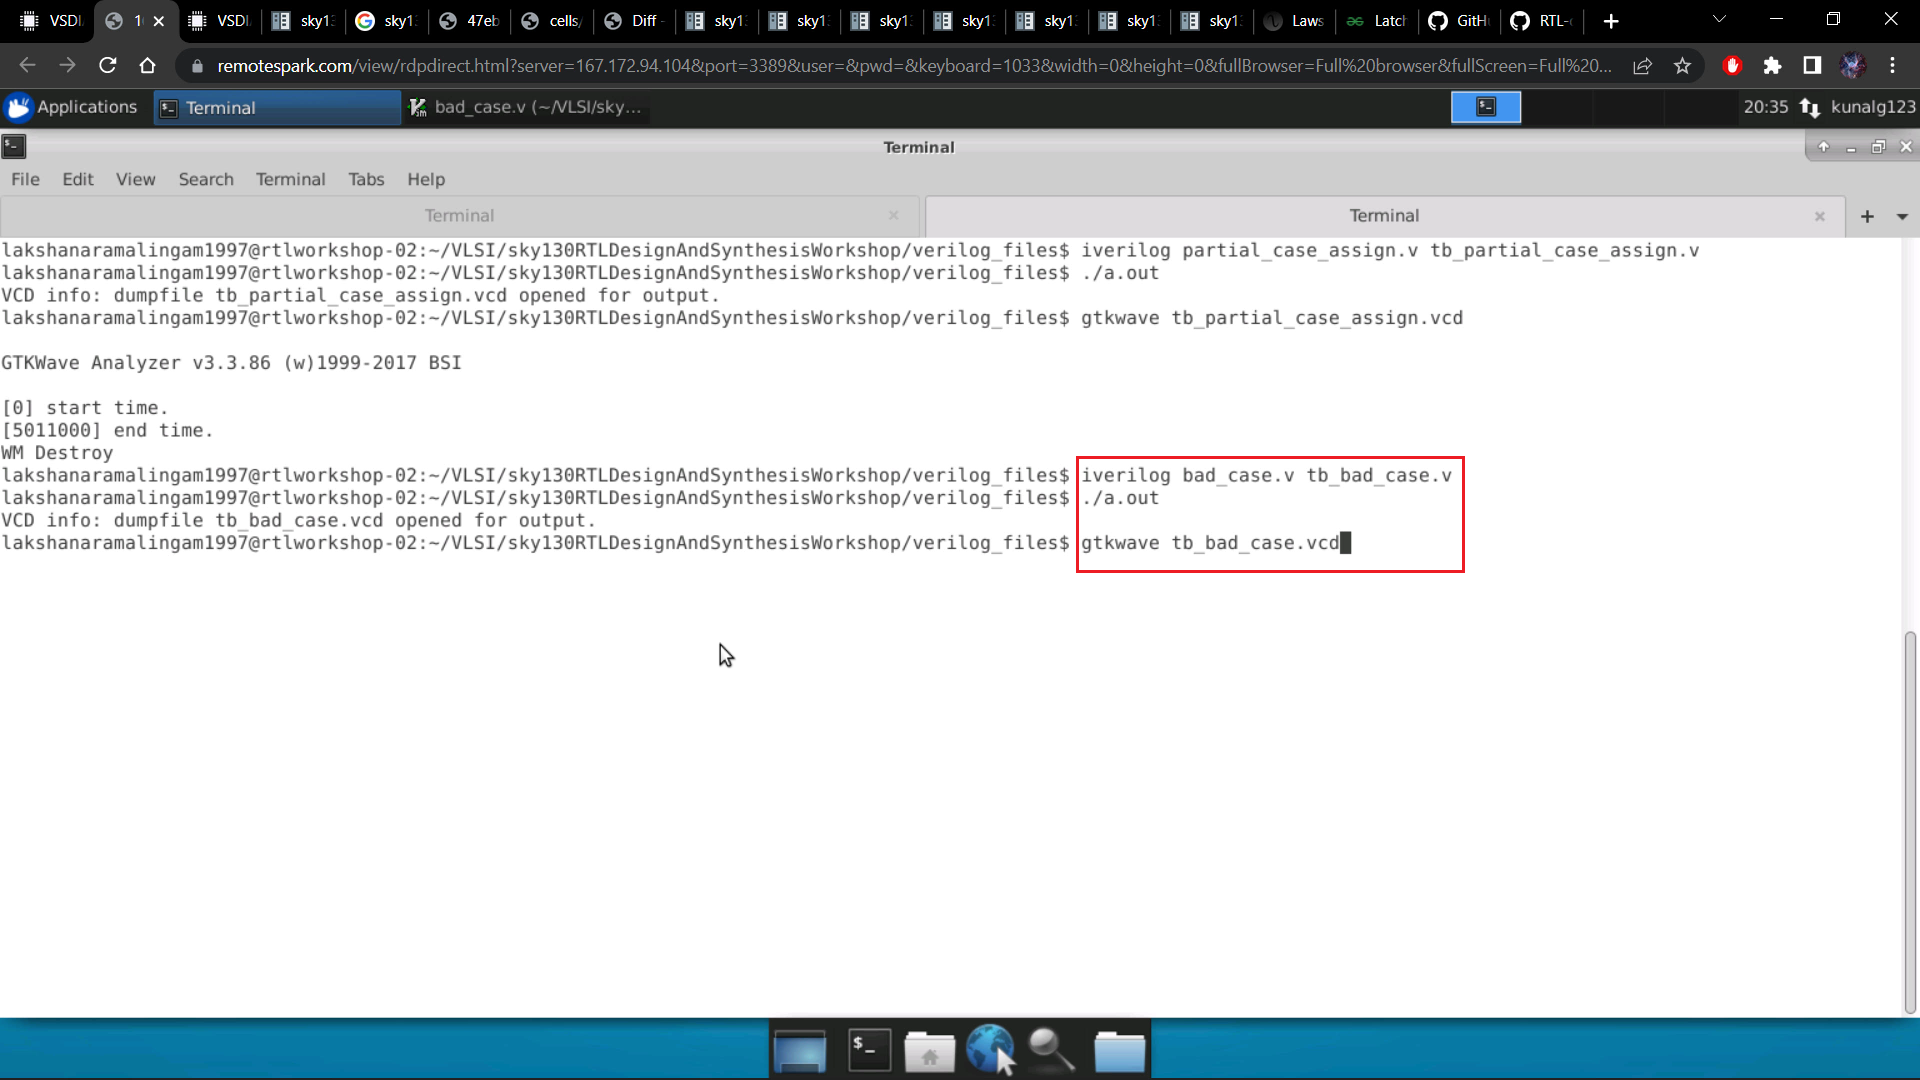 VSDI
1
VSDI
sky1
sky1
47eb
cells/
Diff -
sky1
sky1
sky1
sky1
sky1
sky1
sky1
Laws
Latch
GitH
RTL-
remotespark.com/view/rdpdirect.html?server=167.172.94.104&port=3389&user=&pwd=&keyboard=1033&width=0&height=0&fullBrowser=Full%20browser&fullScreen=Full%20...
Applications
Terminal
bad_case.v (~/VLSI/sky...
20:35
kunalg123
Terminal
File Edit View Search Terminal Tabs Help
Terminal
Terminal
lakshanaramalingam1997@rtlworkshop-02:~/VLSI/sky130RTLDesignAndSynthesisWorkshop/verilog_files$ iverilog partial_case_assign.v tb_partial_case_assign.v
lakshanaramalingam1997@rtlworkshop-02:~/VLSI/sky130RTLDesignAndSynthesisWorkshop/verilog_files$ ./a.out
VCD info: dumpfile tb_partial_case_assign.vcd opened for output.
lakshanaramalingam1997@rtlworkshop-02:~/VLSI/sky130RTLDesignAndSynthesisWorkshop/verilog_files$ gtkwave tb_partial_case_assign.vcd
GTKWave Analyzer v3.3.86 (w)1999-2017 BSI
[0] start time.
[5011000] end time.
WM Destroy
lakshanaramalingam1997@rtlworkshop-02:~/VLSI/sky130RTLDesignAndSynthesisWorkshop/verilog_files$ iverilog bad_case.v tb_bad_case.v
lakshanaramalingam1997@rtlworkshop-02:~/VLSI/sky130RTLDesignAndSynthesisWorkshop/verilog_files$ ./a.out
VCD info: dumpfile tb_bad_case.vcd opened for output.
lakshanaramalingam1997@rtlworkshop-02:~/VLSI/sky130RTLDesignAndSynthesisWorkshop/verilog_files$ gtkwave tb_bad_case.vcd